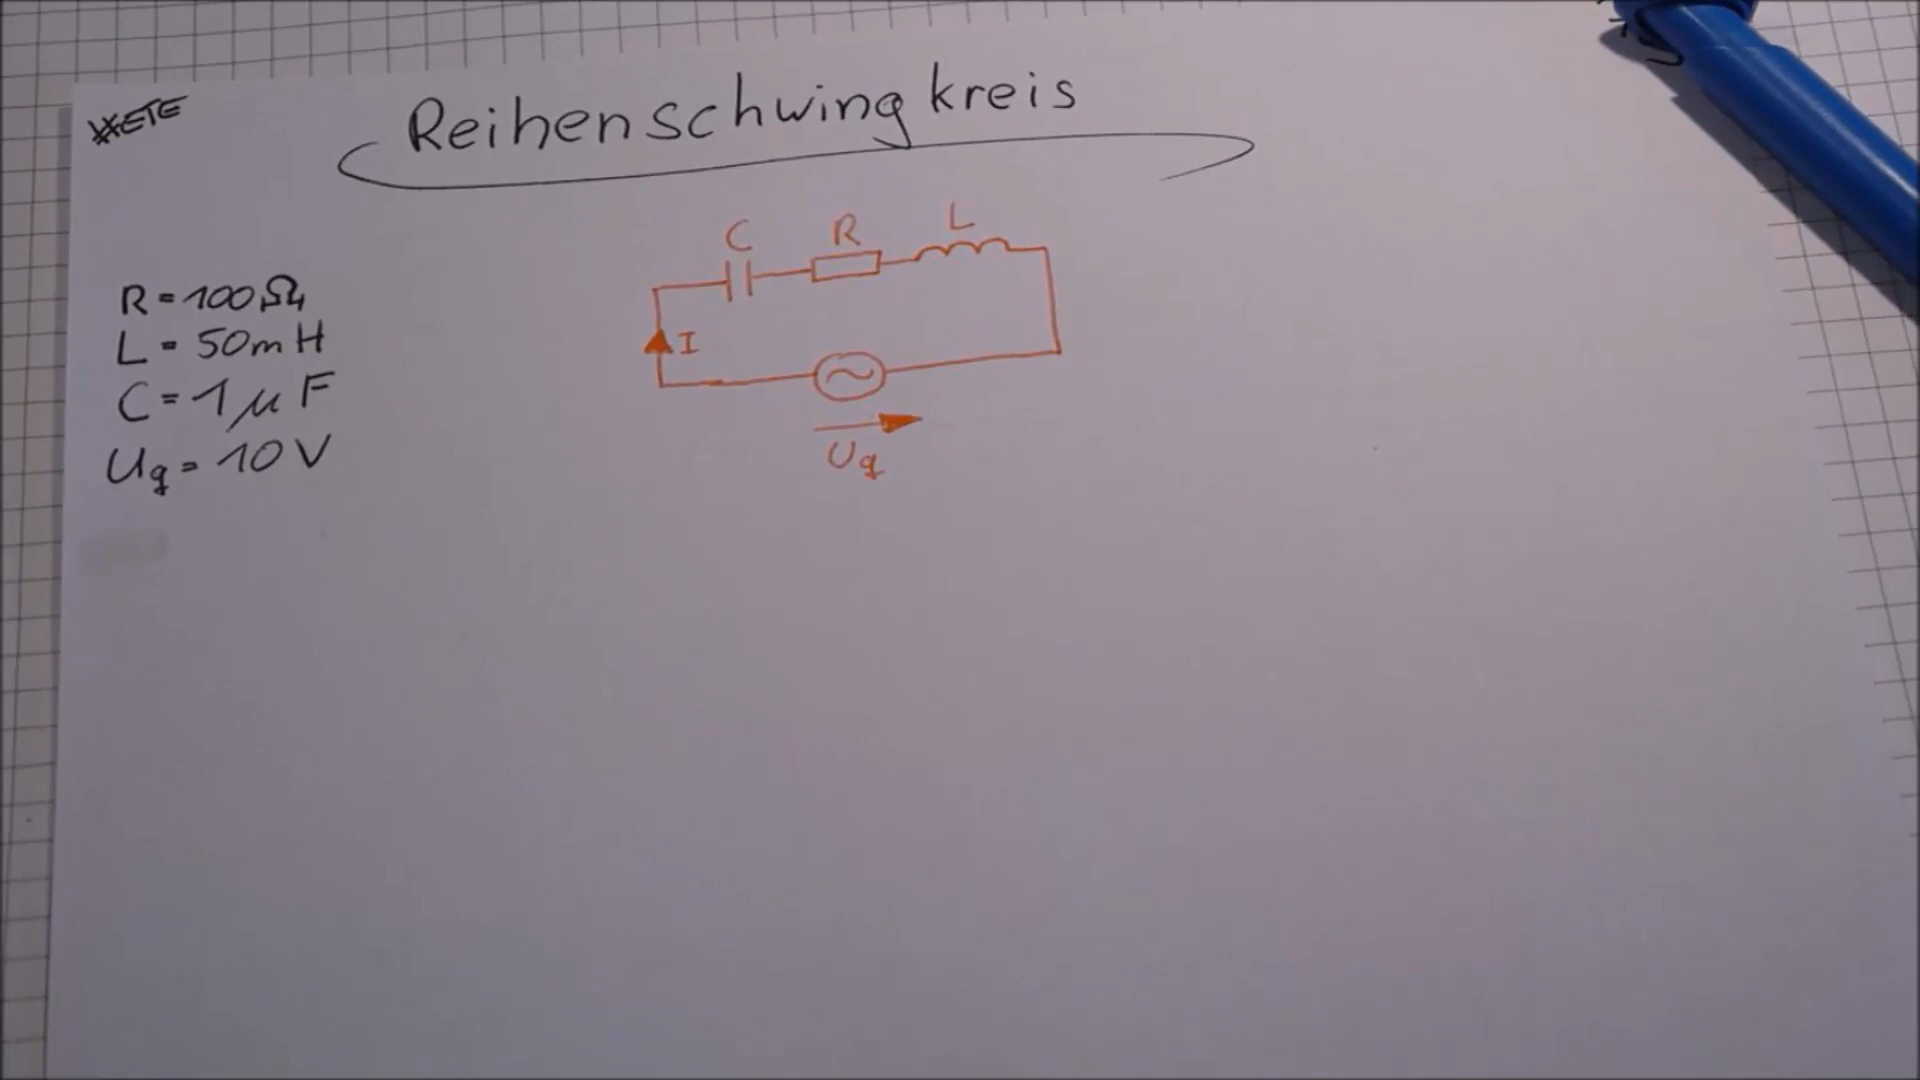 ETE
Reihenschwingkreis
C R L
R = 100Ω
L = 50mH
I
C = 1µF
Uq = 10V
Uq